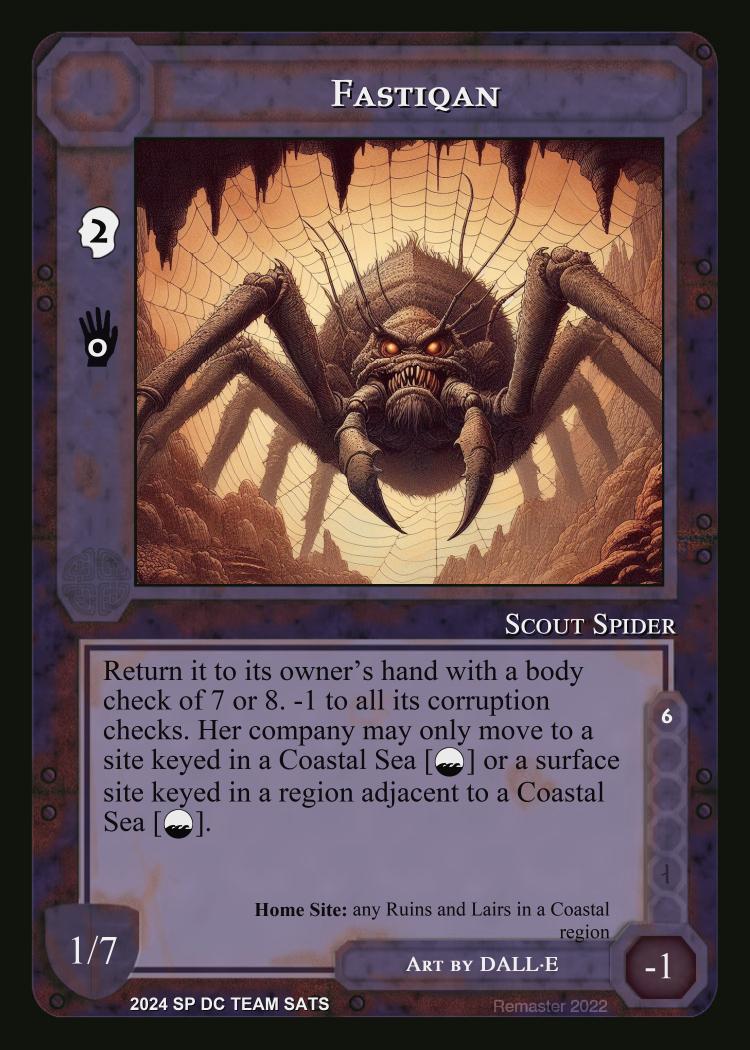 Fastiqan
2
0
Scout Spider
Return it to its owner's hand with a body
check of 7 or 8. -1 to all its corruption
checks. Her company may only move to a
site keyed in a Coastal Sea [ ] or a surface
site keyed in a region adjacent to a Coastal
Sea [ ].
6
Home Site: any Ruins and Lairs in a Coastal
region
1/7
Art by DALL·E
-1
2024 SP DC TEAM SATS
Remaster 2022